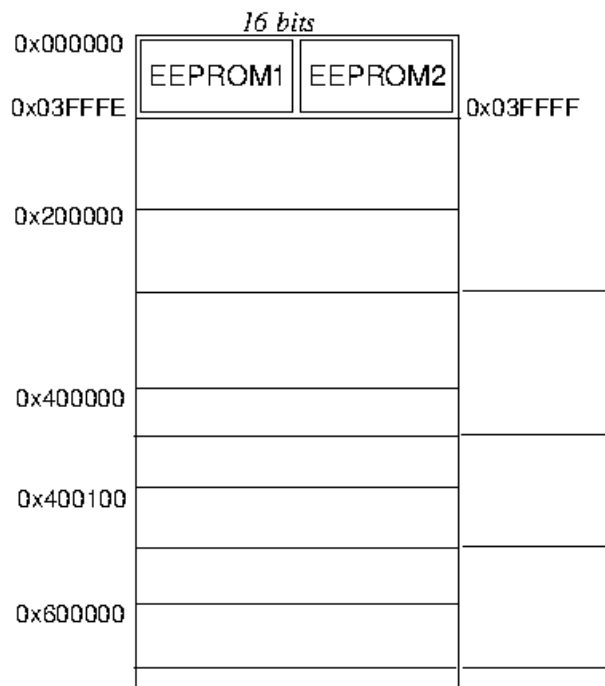 16 bits
0x000000
EEPROM1 EEPROM2
0x03FFFE 0x03FFFF
0x200000
0x400000
0x400100
0x600000